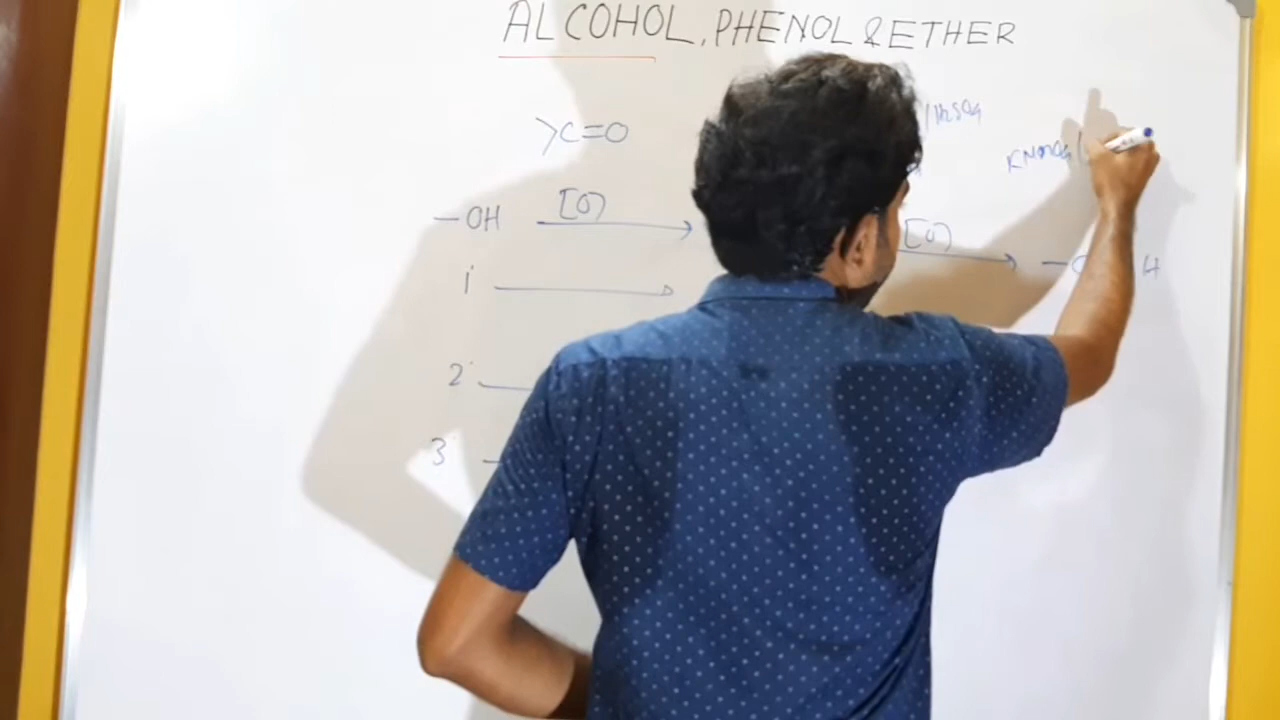 ALCOHOL, PHENOL & ETHER
/H₂SO₄
>C=O
KMnO₄/
—OH [O] [O] —
1°
2°
3°